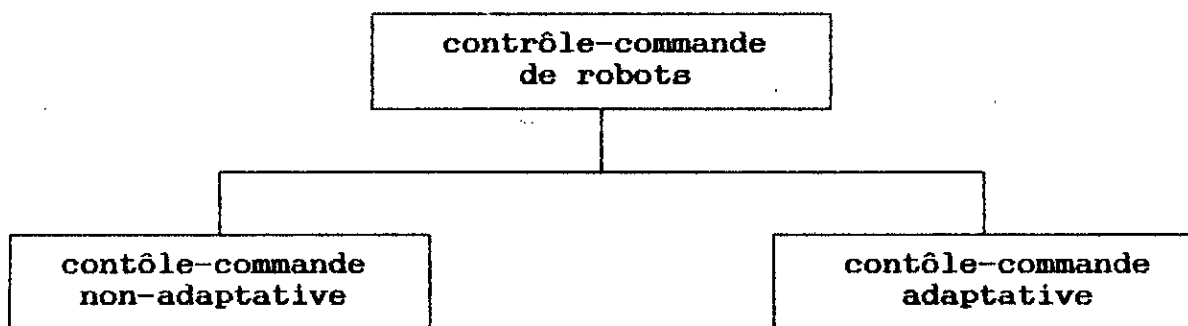 contrôle-commande
de robots
contôle-commande
non-adaptative
contôle-commande
adaptative